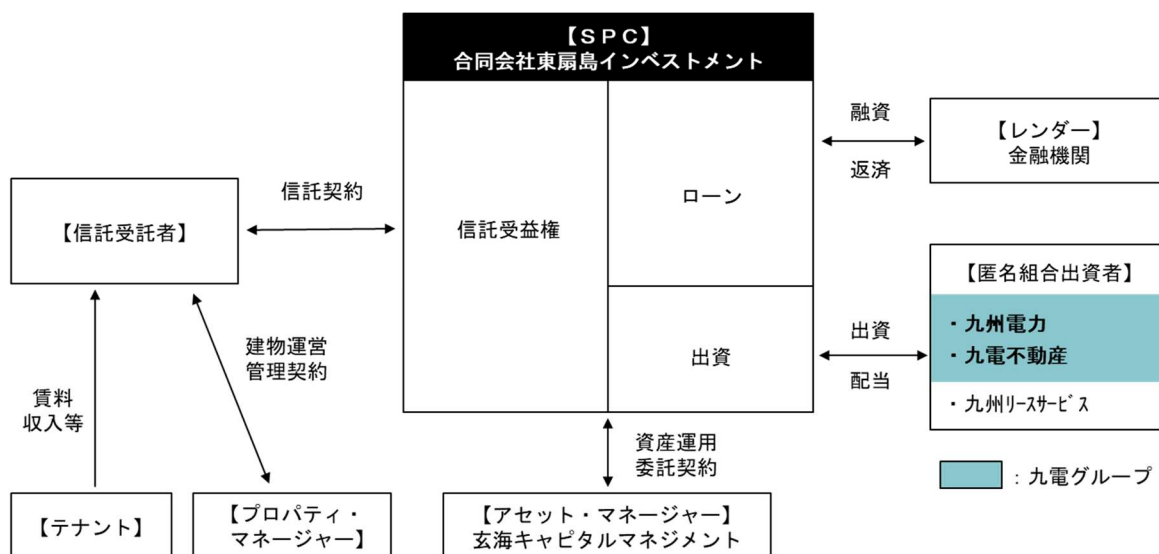 【ＳＰＣ】
合同会社東扇島インベストメント
信託受益権
ローン
出資
融資
返済
【レンダー】
金融機関
信託契約
【信託受託者】
【匿名組合出資者】
・九州電力
・九電不動産
・九州ﾘｰｽｻｰﾋﾞｽ
出資
配当
建物運営
管理契約
賃料
収入等
資産運用
委託契約
：九電グループ
【テナント】
【プロパティ・
マネージャー】
【アセット・マネージャー】
玄海キャピタルマネジメント